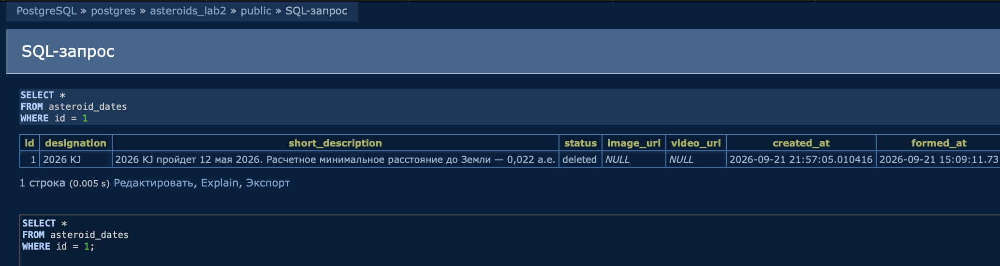 PostgreSQL » postgres » asteroids_lab2 » public » SQL-запрос
SQL-запрос
SELECT *
FROM asteroid_dates
WHERE id = 1
id designation short_description status image_url video_url created_at formed_at
1 2026 KJ 2026 KJ пройдет 12 мая 2026. Расчетное минимальное расстояние до Земли — 0,022 а.е. deleted NULL NULL 2026-09-21 21:57:05.010416 2026-09-21 15:09:11.73
1 строка (0.005 s) Редактировать, Explain, Экспорт
SELECT *
FROM asteroid_dates
WHERE id = 1;